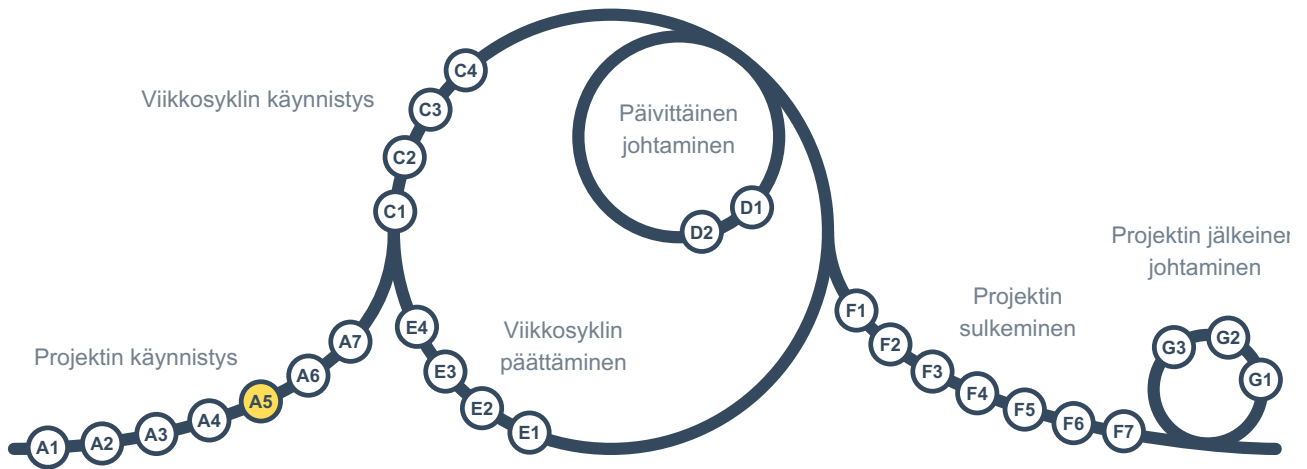 Viikkosyklin käynnistys
C4
C3
C2
C1
Päivittäinen
johtaminen
D1
D2
Projektin jälkeinen
johtaminen
Projektin käynnistys
A1
A2
A3
A4
A5
A6
A7
Viikkosyklin
päättäminen
E4
E3
E2
E1
Projektin
sulkeminen
F1
F2
F3
F4
F5
F6
F7
G3
G2
G1